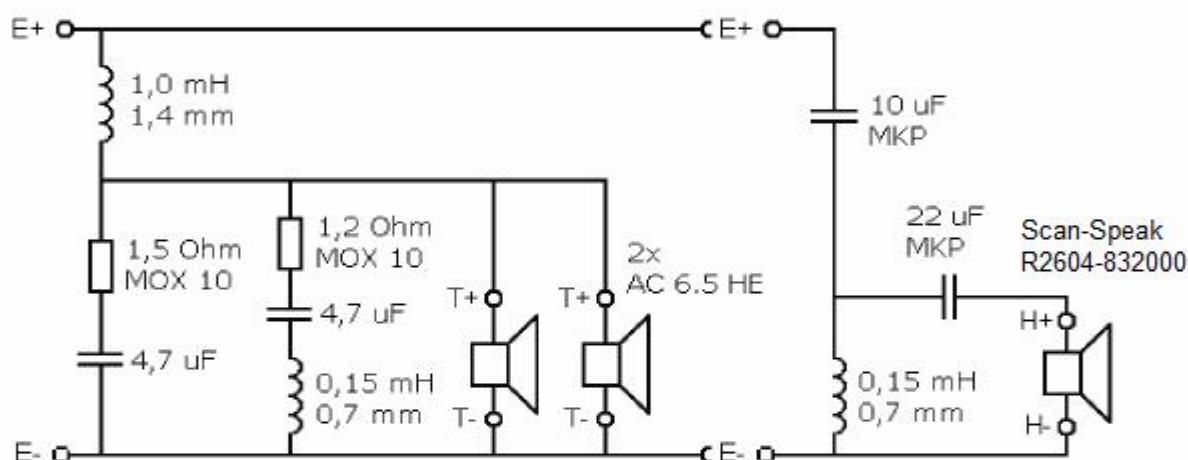 E+
E+
1,0 mH
1,4 mm
10 uF
MKP
1,5 Ohm
MOX 10
4,7 uF
1,2 Ohm
MOX 10
4,7 uF
0,15 mH
0,7 mm
2x
AC 6.5 HE
T+
T+
T-
T-
22 uF
MKP
Scan-Speak
R2604-832000
H+
H-
0,15 mH
0,7 mm
E-
E-